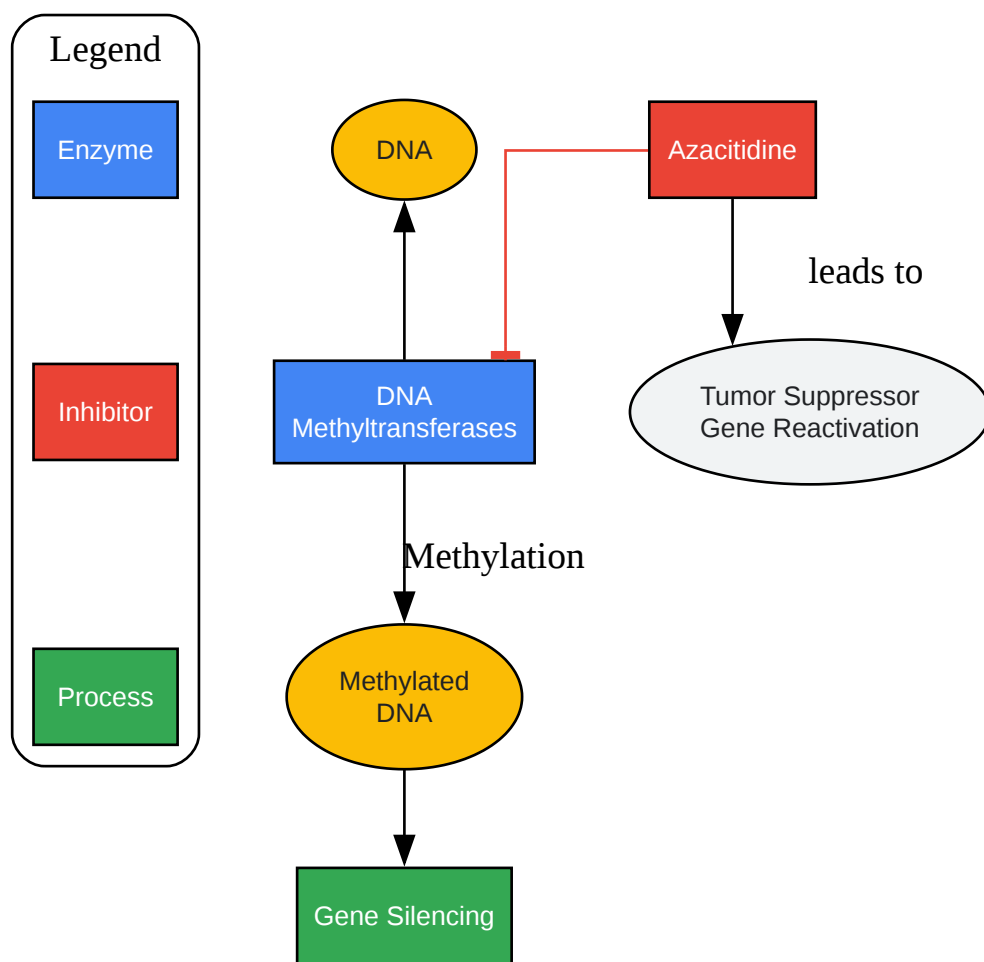 Legend
Enzyme
Inhibitor
Process
DNA
Azacitidine
leads to
DNA
Methyltransferases
Tumor Suppressor
Gene Reactivation
Methylation
Methylated
DNA
Gene Silencing